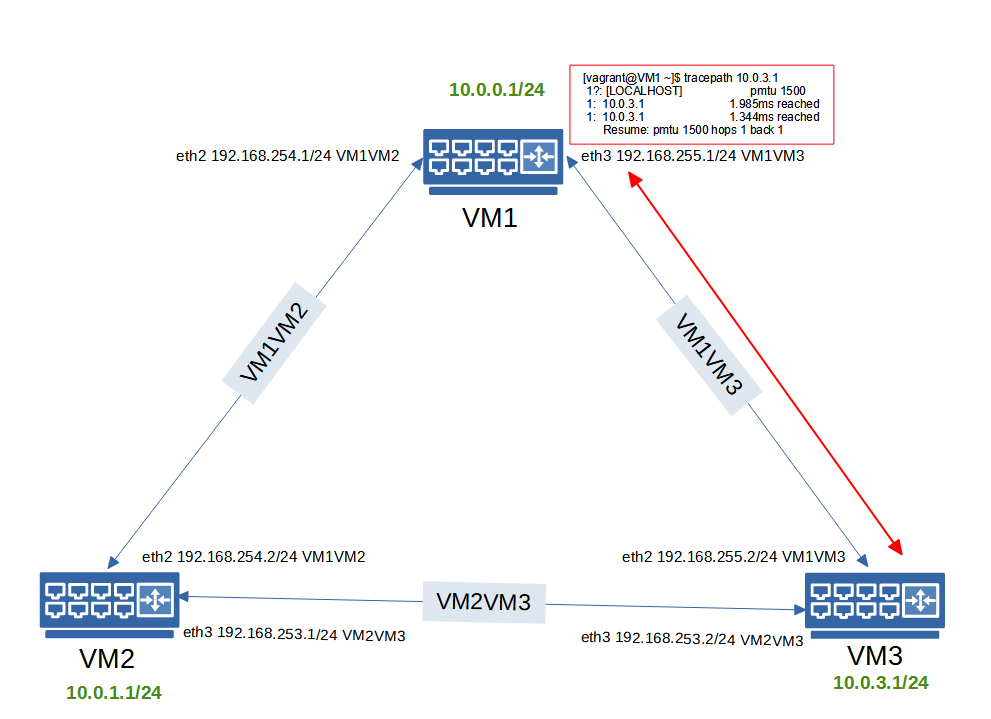 10.0.0.1/24
[vagrant@VM1 ~]$ tracepath 10.0.3.1
1?: [LOCALHOST] pmtu 1500
1: 10.0.3.1 1.985ms reached
1: 10.0.3.1 1.344ms reached
Resume: pmtu 1500 hops 1 back 1
eth2 192.168.254.1/24 VM1VM2
eth3 192.168.255.1/24 VM1VM3
VM1
VM1VM2
VM1VM3
eth2 192.168.254.2/24 VM1VM2
eth2 192.168.255.2/24 VM1VM3
VM2VM3
eth3 192.168.253.1/24 VM2VM3
eth3 192.168.253.2/24 VM2VM3
VM2
VM3
10.0.1.1/24
10.0.3.1/24